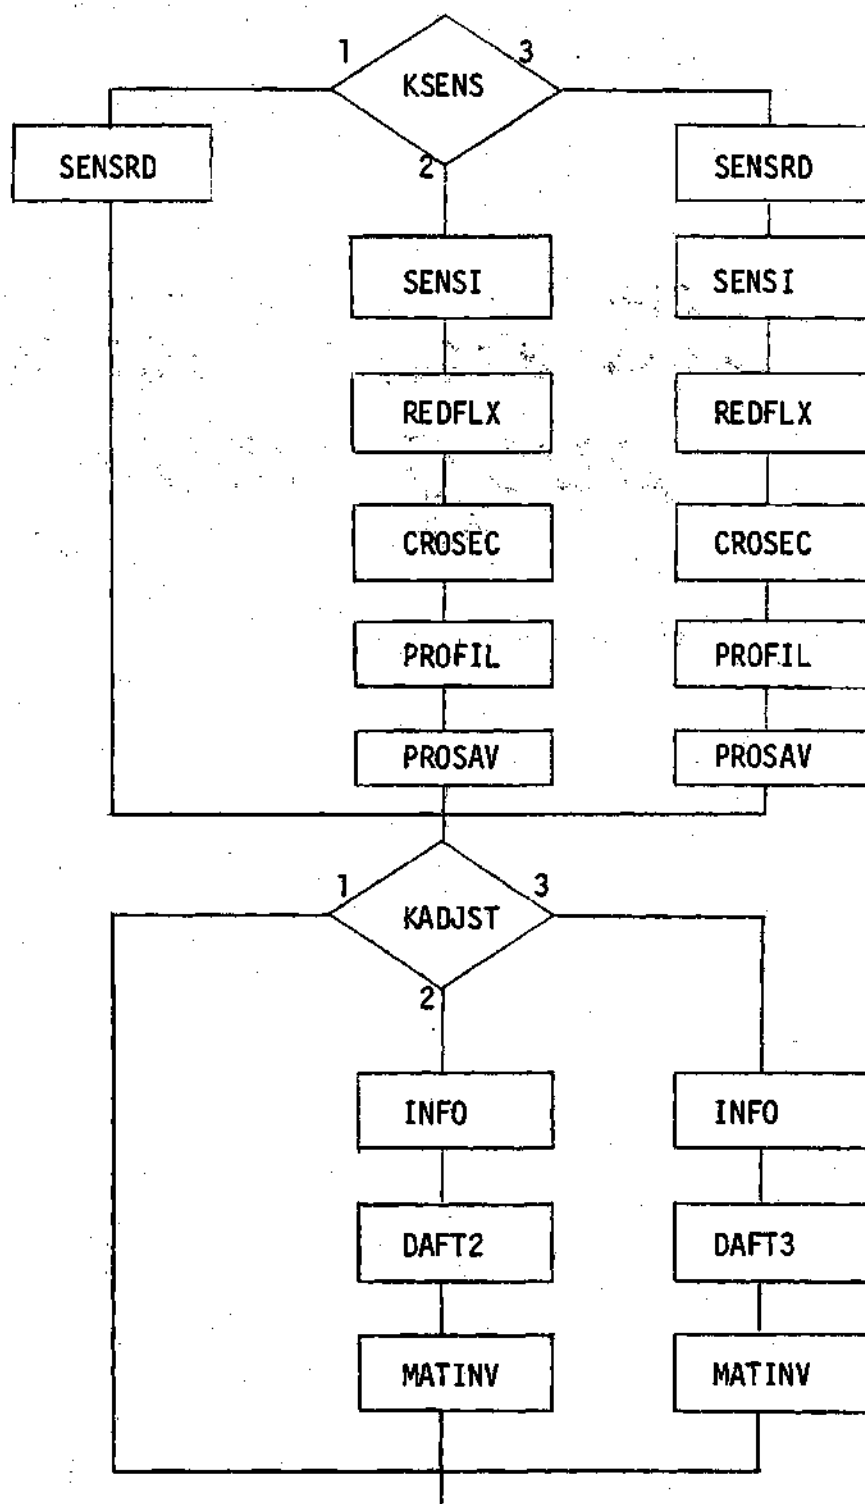 1 3
KSENS
2
SENSRD SENSRD
SENSI SENSI
REDFLX REDFLX
CROSEC CROSEC
PROFIL PROFIL
PROSAV PROSAV
1 3
KADJST
2
INFO INFO
DAFT2 DAFT3
MATINV MATINV